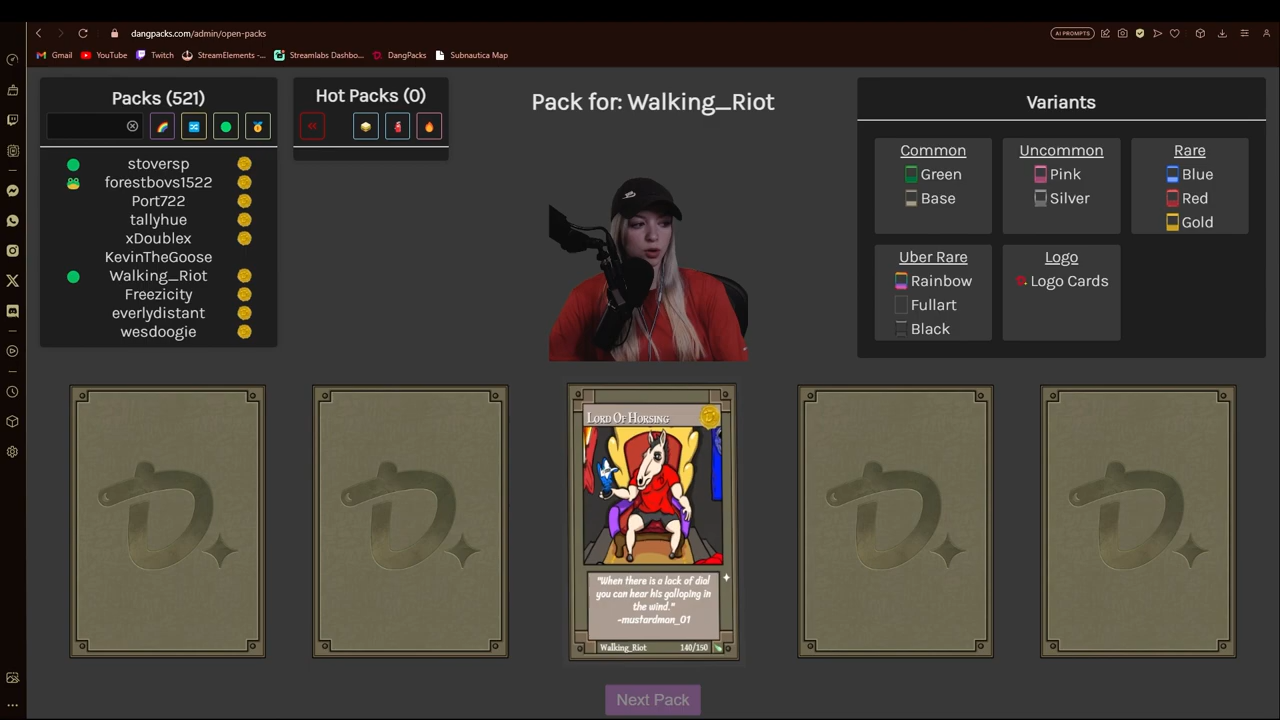 dangpacks.com/admin/open-packs
AI PROMPTS
Gmail
YouTube
Twitch
StreamElements -...
Streamlabs Dashbo...
DangPacks
Subnautica Map
Packs (521)
stoversp
forestbovs1522
Port722
tallyhue
xDoublex
KevinTheGoose
Walking_Riot
Freezicity
everlydistant
wesdoogie
Hot Packs (0)
Pack for: Walking_Riot
Variants
Common
Green
Base
Uncommon
Pink
Silver
Rare
Blue
Red
Gold
Uber Rare
Rainbow
Fullart
Black
Logo
Logo Cards
D
D
Lord Of Horsing
"When there is a lack of dial
you can hear his galloping in
the wind."
-mustardman_01
Walking_Riot 140/150
D
D
Next Pack